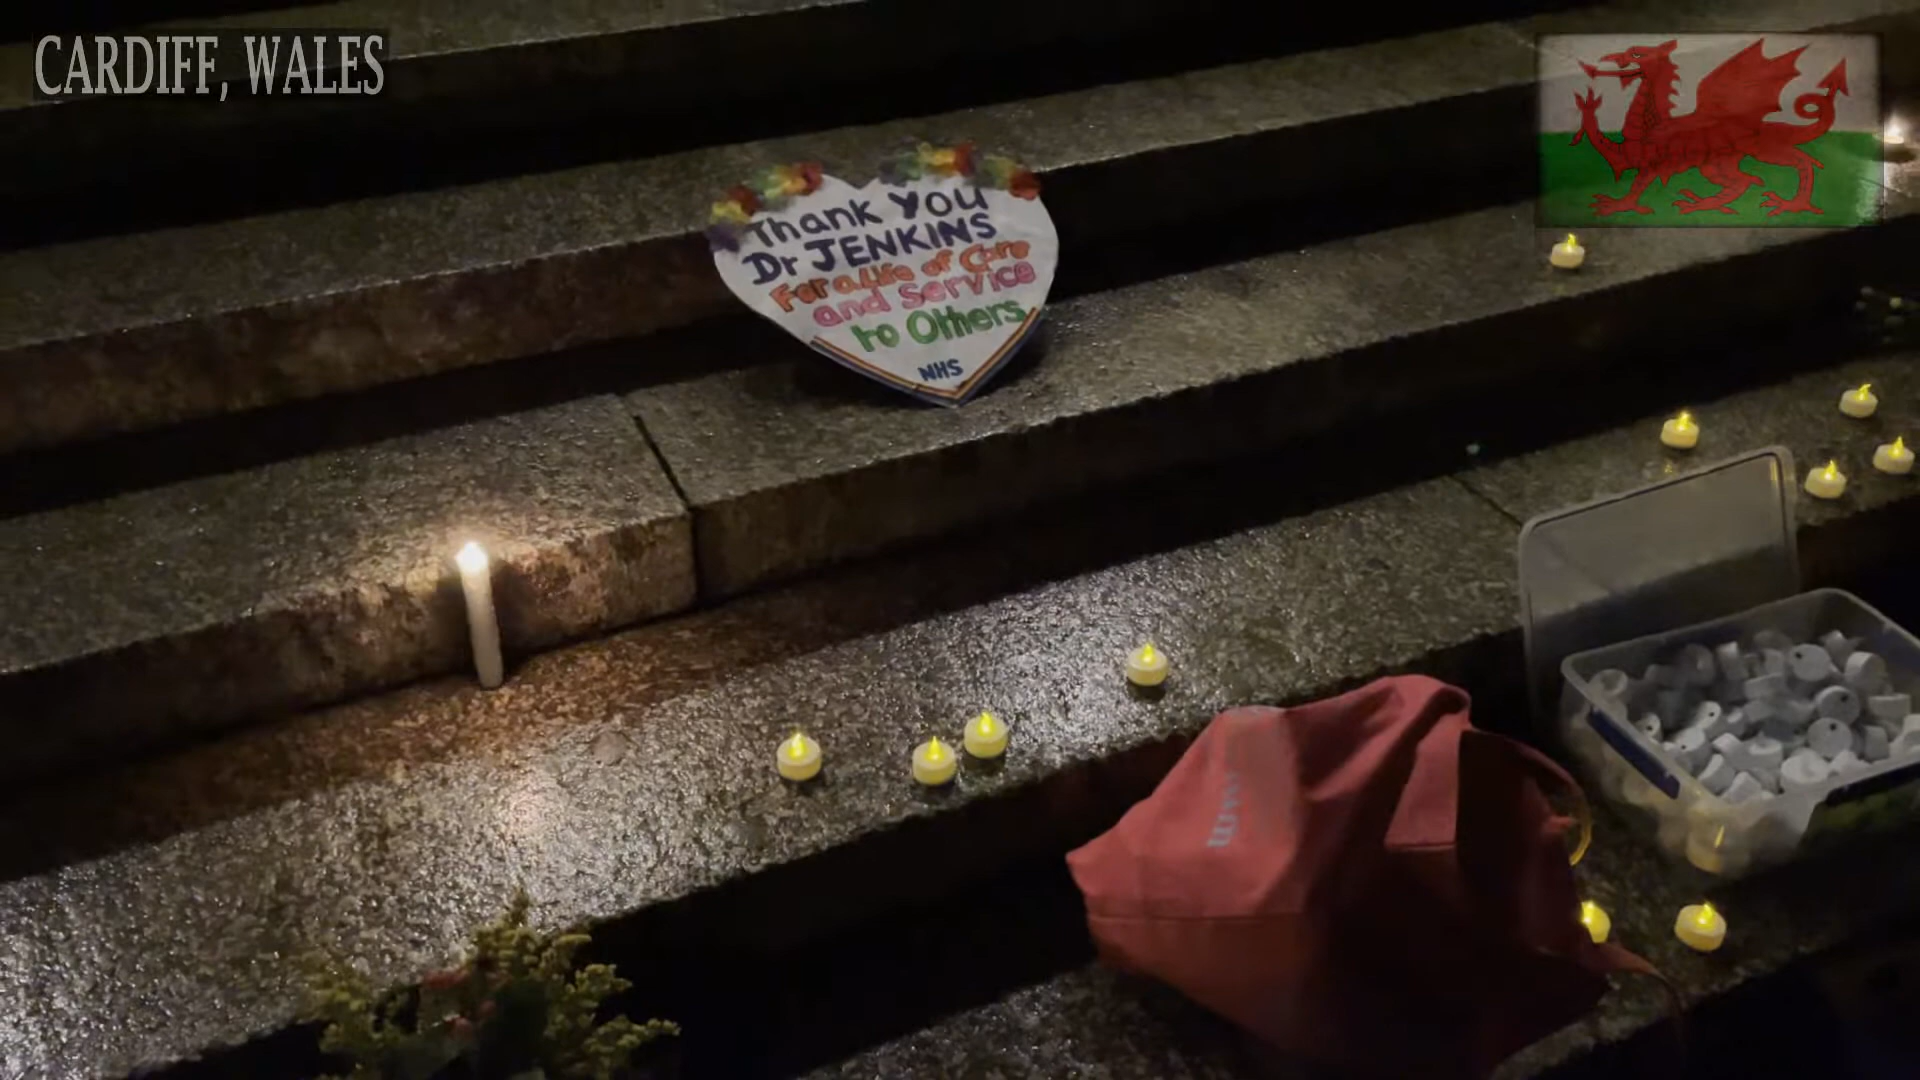 CARDIFF, WALES
Thank You
Dr JENKINS
For a Life of Care
and Service
to Others
NHS